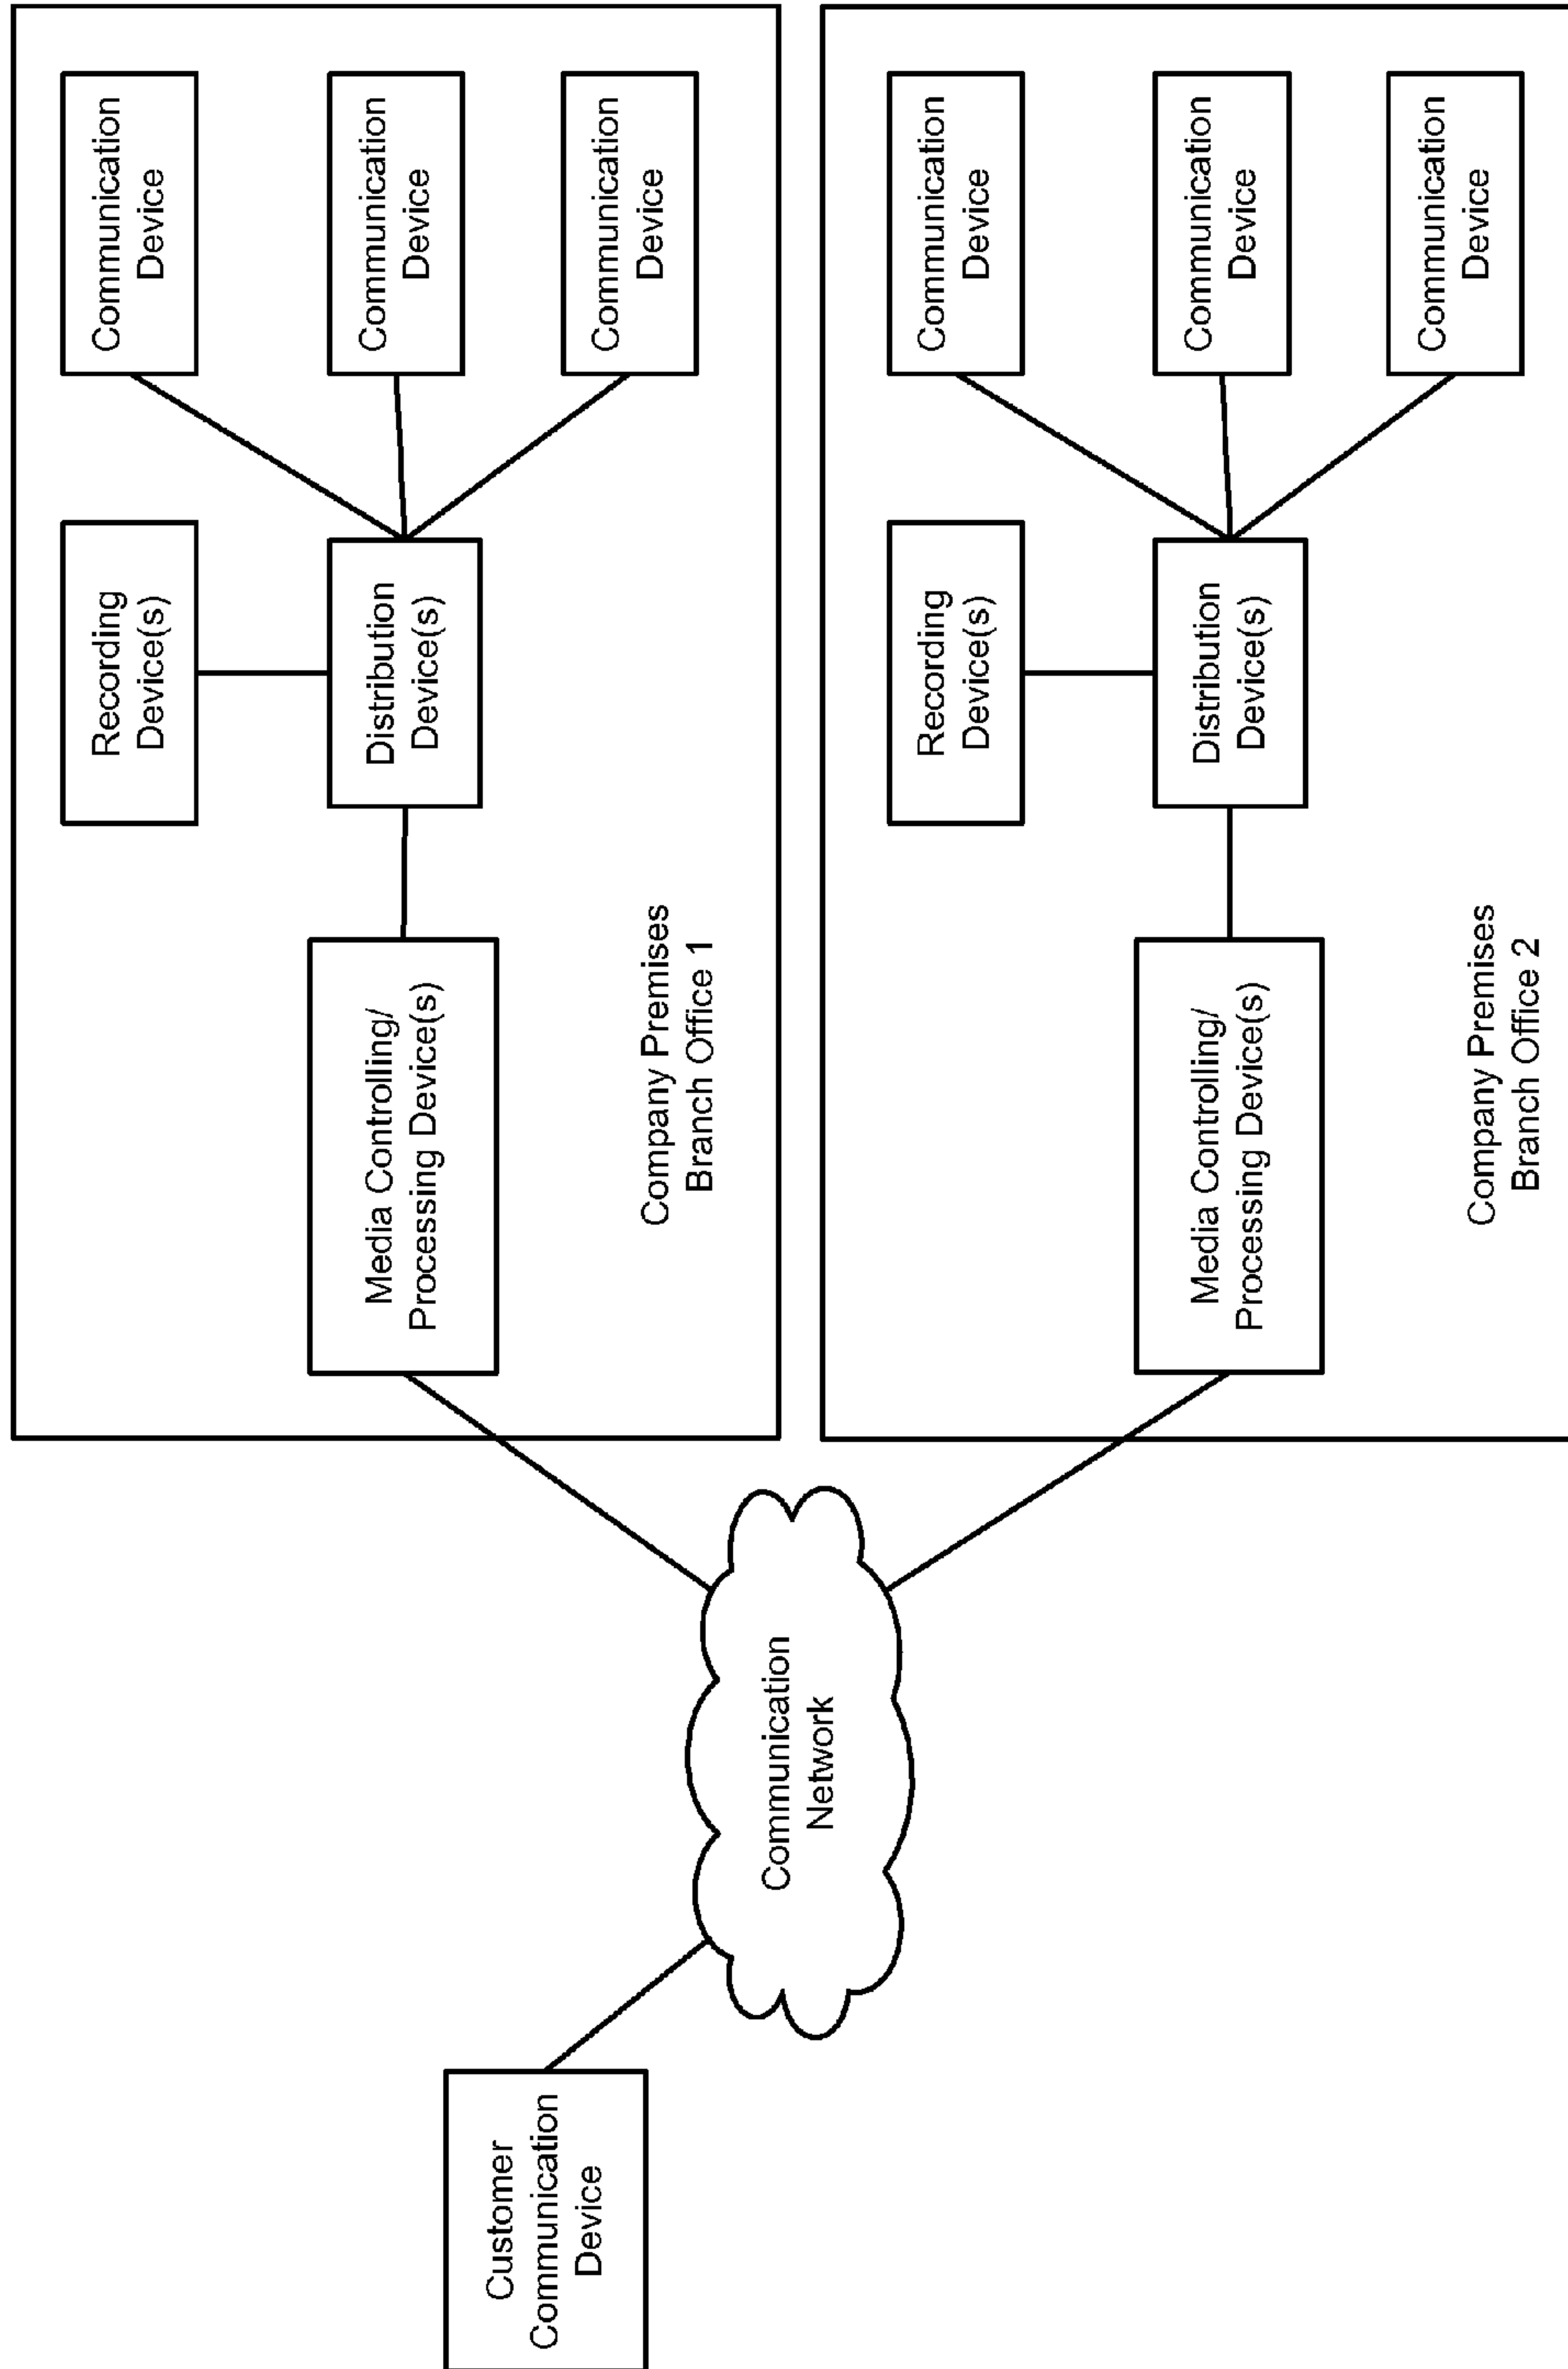 Customer
Communication
Device
Communication
Network
Media Controlling/
Processing Device(s)
Company Premises
Branch Office 1
Recording
Device(s)
Distribution
Device(s)
Communication
Device
Communication
Device
Communication
Device
Media Controlling/
Processing Device(s)
Company Premises
Branch Office 2
Recording
Device(s)
Distribution
Device(s)
Communication
Device
Communication
Device
Communication
Device